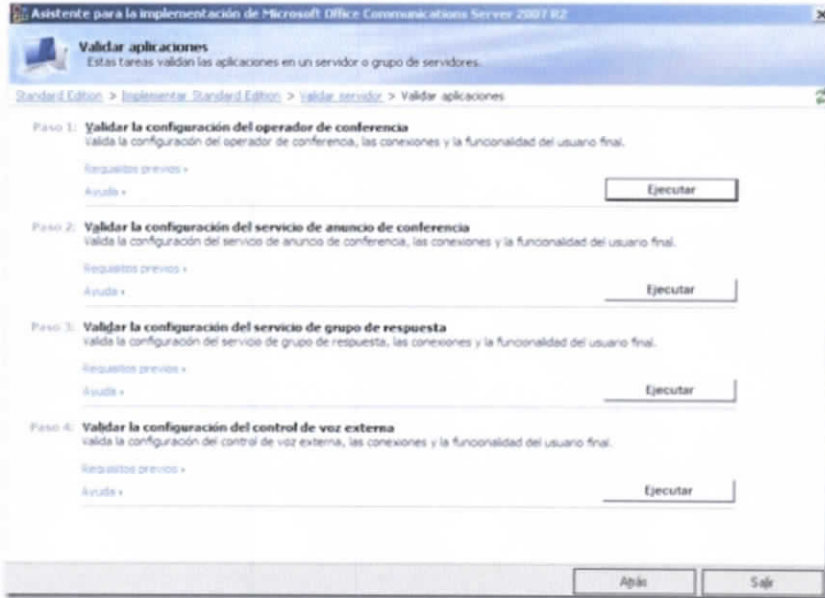 Asistente para la implementación de Microsoft Office Communications Server 2007 R2
Validar aplicaciones
Estas tareas validan las aplicaciones en un servidor o grupo de servidores.
Standard Edition > Implementar Standard Edition > Validar servidor > Validar aplicaciones
Paso 1: Validar la configuración del operador de conferencia
Valida la configuración del operador de conferencia, las conexiones y la funcionalidad del usuario final.
Requisitos previos
Ayuda
Ejecutar
Paso 2: Validar la configuración del servicio de anuncio de conferencia
Valida la configuración del servicio de anuncio de conferencia, las conexiones y la funcionalidad del usuario final.
Requisitos previos
Ayuda
Ejecutar
Paso 3: Validar la configuración del servicio de grupo de respuesta
Valida la configuración del servicio de grupo de respuesta, las conexiones y la funcionalidad del usuario final.
Requisitos previos
Ayuda
Ejecutar
Paso 4: Validar la configuración del control de voz externa
Valida la configuración del control de voz externa, las conexiones y la funcionalidad del usuario final.
Requisitos previos
Ayuda
Ejecutar
Atrás
Salir